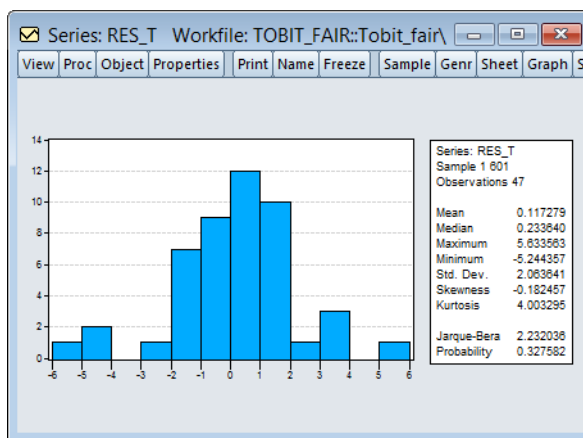 Series: RES_T Workfile: TOBIT_FAIR::Tobit_fair\
View Proc Object Properties Print Name Freeze Sample Genr Sheet Graph S
14
12
10
8
6
4
2
0
-6 -5 -4 -3 -2 -1 0 1 2 3 4 5 6
Series: RES_T
Sample 1 601
Observations 47
Mean 0.117279
Median 0.233640
Maximum 5.633563
Minimum -5.244357
Std. Dev. 2.063641
Skewness -0.182457
Kurtosis 4.003295
Jarque-Bera 2.232036
Probability 0.327582